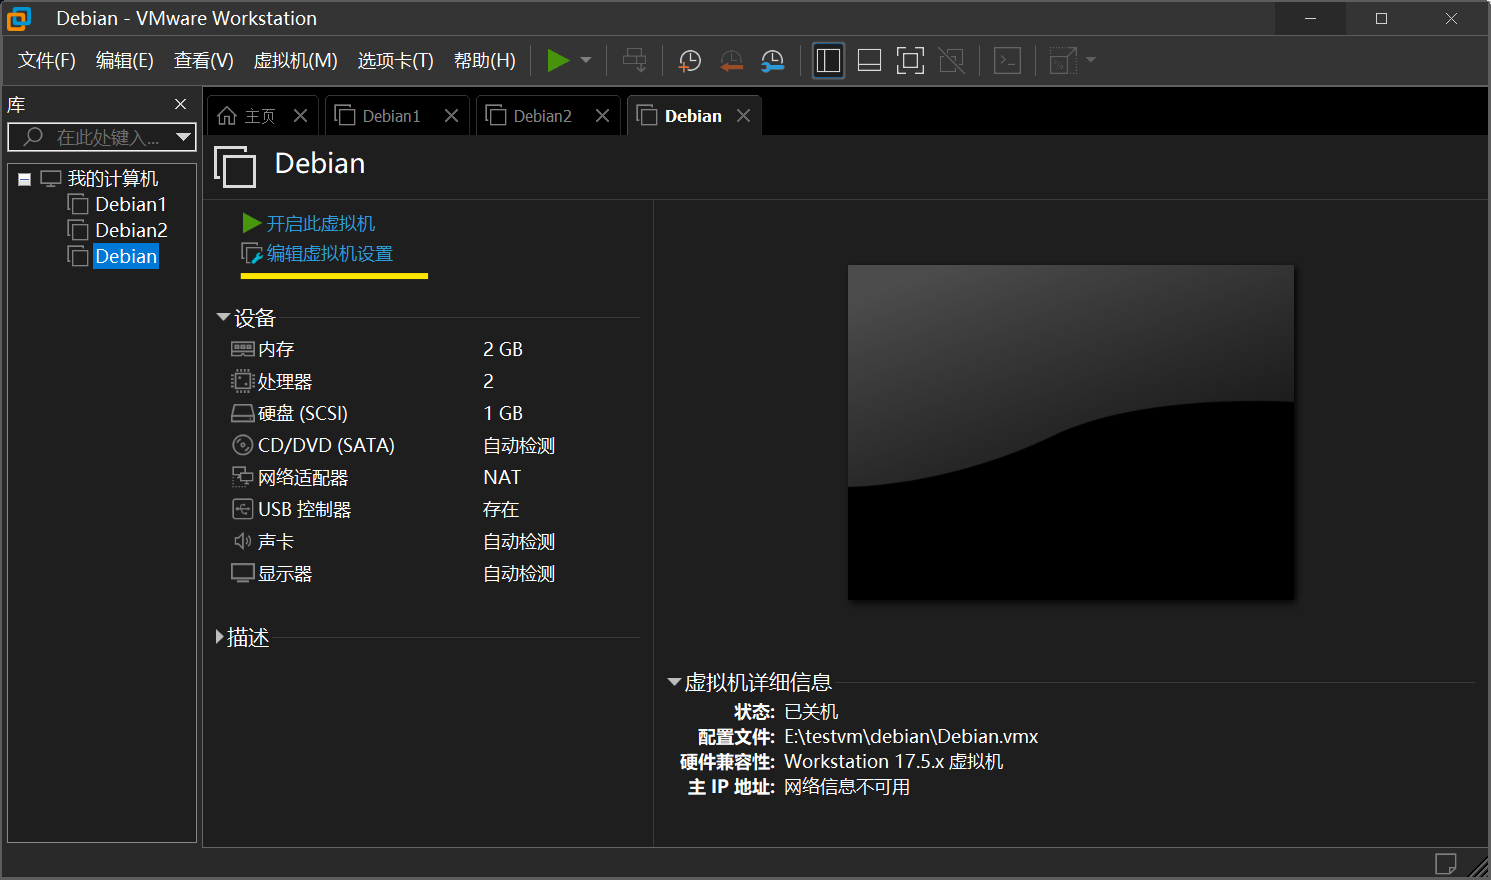 Debian - VMware Workstation
文件(F) 编辑(E) 查看(V) 虚拟机(M) 选项卡(T) 帮助(H)
库
在此处键入...
我的计算机
Debian1
Debian2
Debian
主页 Debian1 Debian2 Debian
Debian
开启此虚拟机
编辑虚拟机设置
设备
内存 2 GB
处理器 2
硬盘 (SCSI) 1 GB
CD/DVD (SATA) 自动检测
网络适配器 NAT
USB 控制器 存在
声卡 自动检测
显示器 自动检测
描述
虚拟机详细信息
状态: 已关机
配置文件: E:\testvm\debian\Debian.vmx
硬件兼容性: Workstation 17.5.x 虚拟机
主 IP 地址: 网络信息不可用